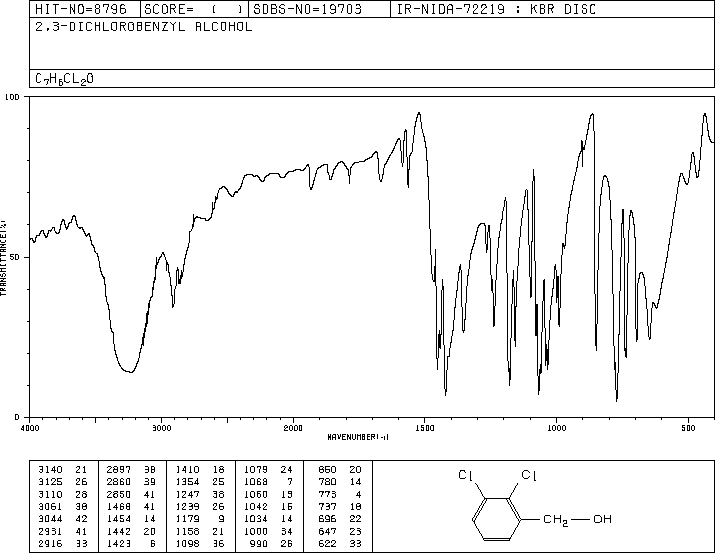 HIT-NO=8796 SCORE= ( ) SDBS-NO=19703 IR-NIDA-72219 : KBR DISC
2,3-DICHLOROBENZYL ALCOHOL
C7H6CL2O
100
50
0
TRANSMITTANCE(%)
4000 3000 2000 1500 1000 500
WAVENUMBER(-1)
3140 21 2897 38 1410 18 1079 24 850 20
3125 26 2860 39 1354 25 1068 7 780 14
3110 28 2850 41 1247 38 1060 13 773 4
3061 38 1468 41 1239 26 1042 16 737 18
3044 42 1454 14 1179 9 1034 14 696 22
2931 41 1442 20 1158 21 1000 34 647 23
2916 33 1423 6 1098 36 990 26 622 33
Cl Cl
CH2 OH